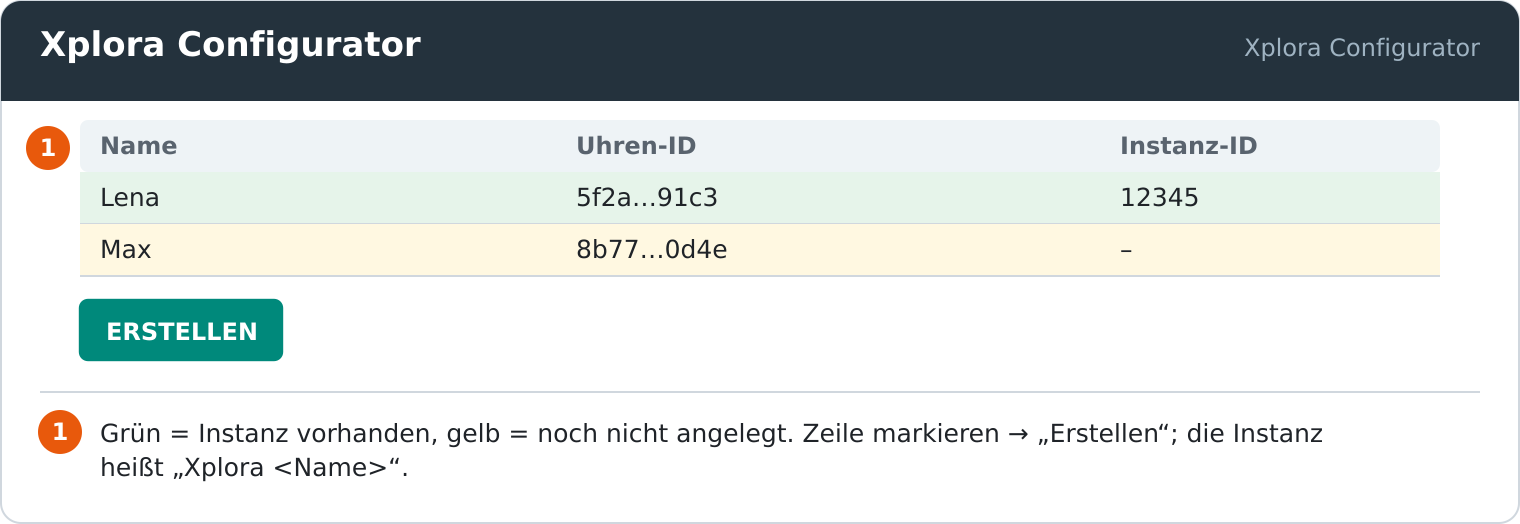 Xplora Configurator
Xplora Configurator
1
Name Uhren-ID Instanz-ID
Lena 5f2a…91c3 12345
Max 8b77…0d4e –
ERSTELLEN
1
Grün = Instanz vorhanden, gelb = noch nicht angelegt. Zeile markieren → „Erstellen“; die Instanz
heißt „Xplora <Name>“.